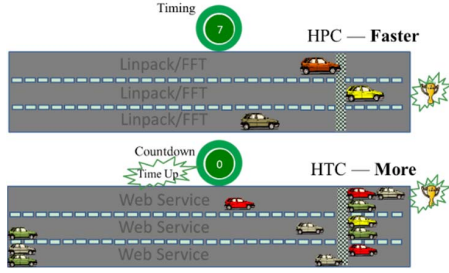 Timing
7
HPC — Faster
Linpack/FFT
Linpack/FFT
Linpack/FFT
Countdown
0
Time Up
HTC — More
Web Service
Web Service
Web Service